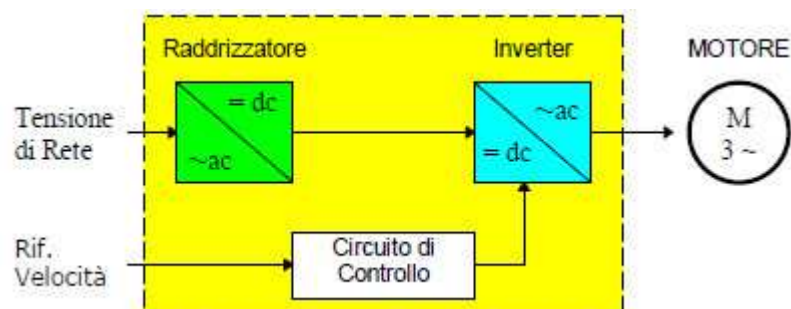 Raddrizzatore
Inverter
MOTORE
Tensione
di Rete
= dc
~ac
~ac
= dc
M
3 ~
Rif.
Velocità
Circuito di
Controllo